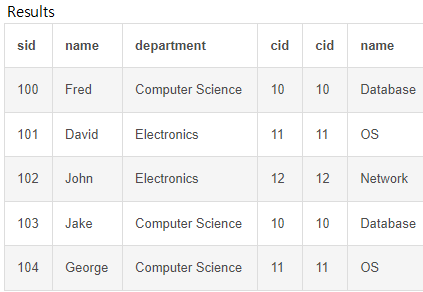 Results
sid name department cid cid name
100 Fred Computer Science 10 10 Database
101 David Electronics 11 11 OS
102 John Electronics 12 12 Network
103 Jake Computer Science 10 10 Database
104 George Computer Science 11 11 OS